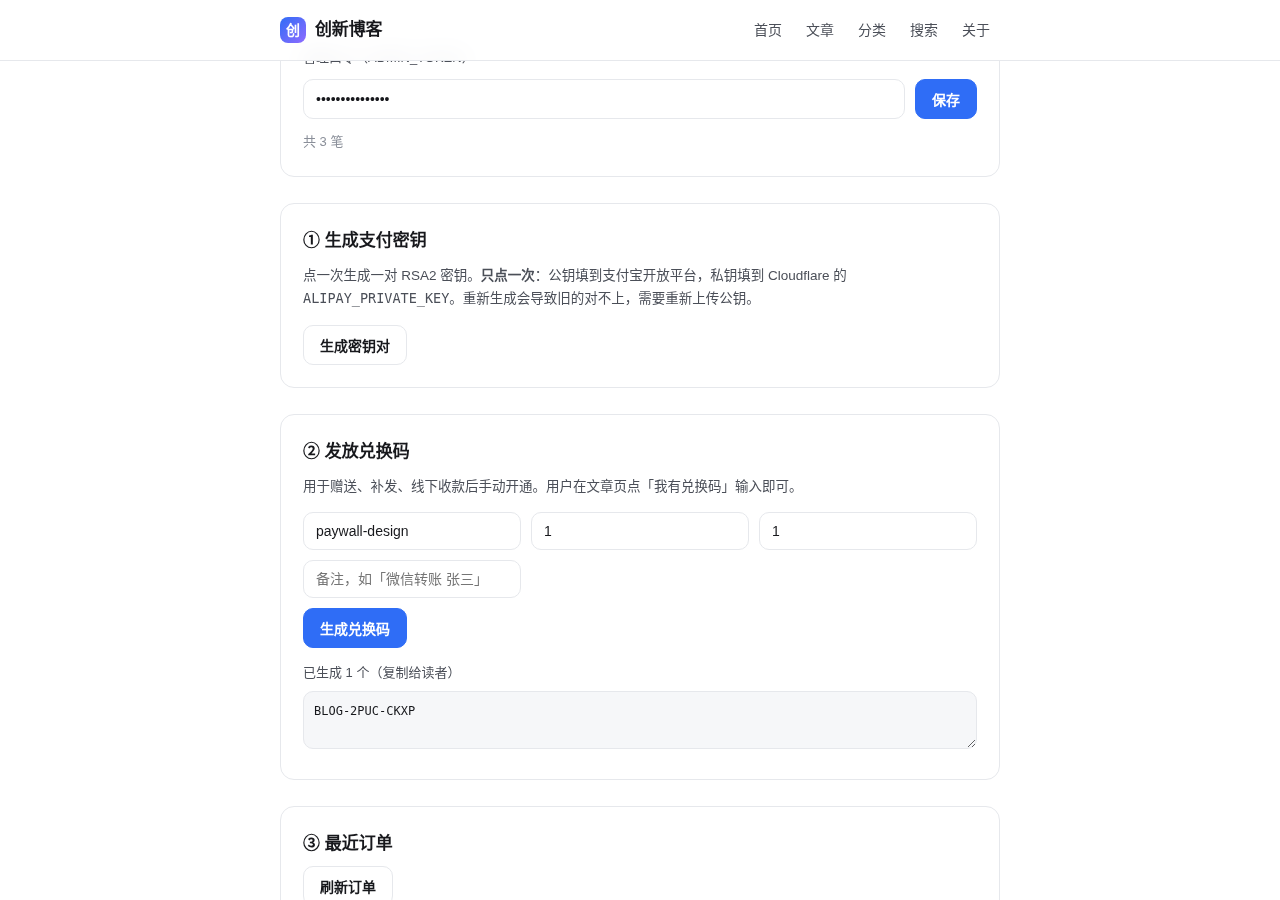 创 创新博客
首页 文章 分类 搜索 关于
•••••••••••••••
保存
共 3 笔
① 生成支付密钥
点一次生成一对 RSA2 密钥。只点一次：公钥填到支付宝开放平台，私钥填到 Cloudflare 的
ALIPAY_PRIVATE_KEY。重新生成会导致旧的对不上，需要重新上传公钥。
生成密钥对
② 发放兑换码
用于赠送、补发、线下收款后手动开通。用户在文章页点「我有兑换码」输入即可。
paywall-design
1
1
备注，如「微信转账 张三」
生成兑换码
已生成 1 个（复制给读者）
BLOG-2PUC-CKXP
③ 最近订单
刷新订单